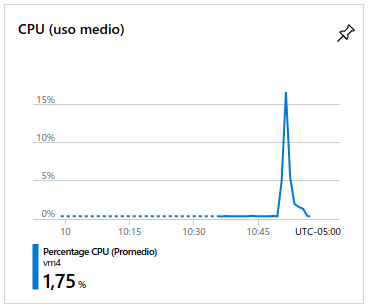 CPU (uso medio)
15%
10%
5%
0%
10 10:15 10:30 10:45 UTC-05:00
Percentage CPU (Promedio)
vm4
1,75 %